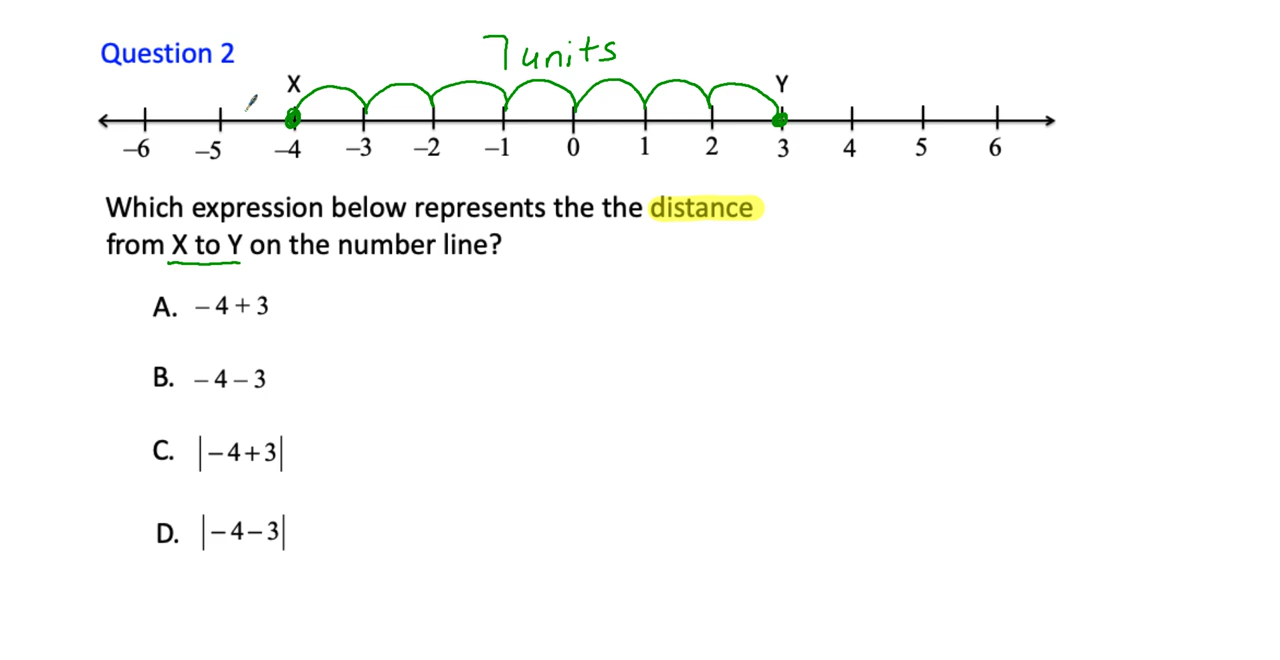 Question 2
7 units
X Y
–6 –5 –4 –3 –2 –1 0 1 2 3 4 5 6
Which expression below represents the the distance
from X to Y on the number line?
A. – 4 + 3
B. – 4 – 3
C. |–4+3|
D. |–4–3|